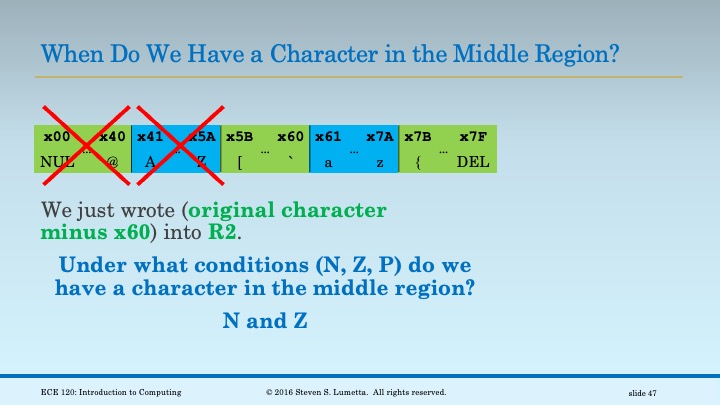 When Do We Have a Character in the Middle Region?
x00 x40 x41 x5A x5B x60 x61 x7A x7B x7F
NUL … @ A … Z [ … ` a … z { … DEL
We just wrote (original character
minus x60) into R2.
Under what conditions (N, Z, P) do we
have a character in the middle region?
N and Z
ECE 120: Introduction to Computing © 2016 Steven S. Lumetta. All rights reserved. slide 47